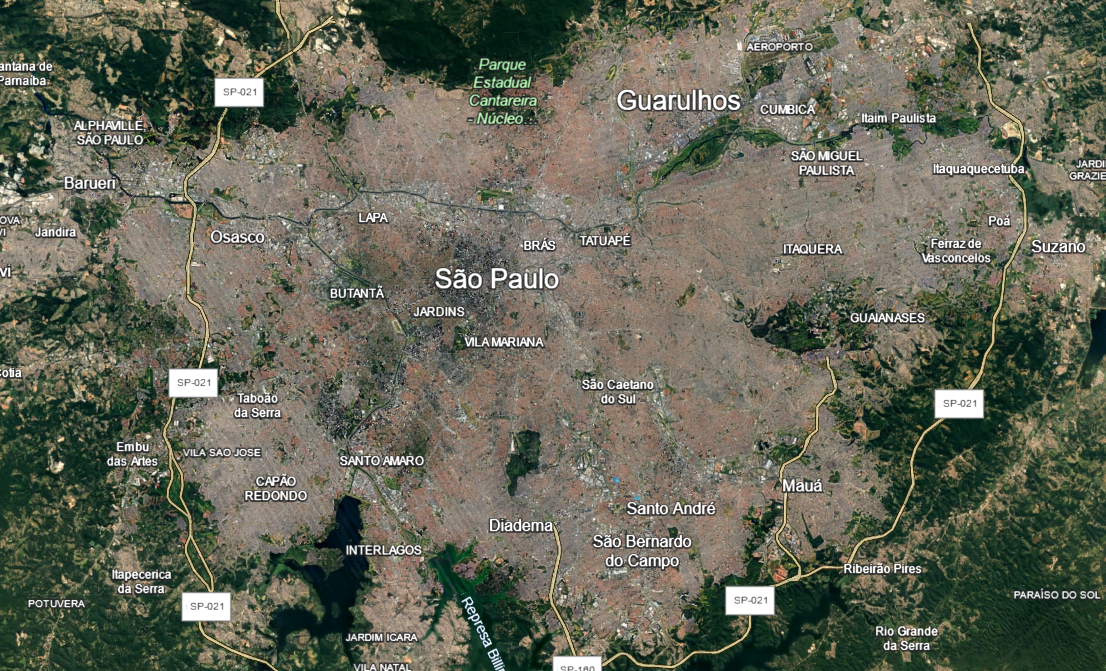 Parque
Estadual
Cantareira
- Núcleo...
AEROPORTO
antana de
Parnaíba
SP-021
Guarulhos
CUMBICA
Itaim Paulista
ALPHAVILLE
SÃO PAULO
SÃO MIGUEL
PAULISTA
Itaquaquecetuba
JARDI
GRAZIE
Barueri
LAPA
OVA
VI
Jandira
Osasco
BRÁS
TATUAPÉ
ITAQUERA
Poá
Ferraz de
Vasconcelos
Suzano
vi
São Paulo
BUTANTÃ
JARDINS
GUAIANASES
VILA MARIANA
otia
SP-021
São Caetano
do Sul
Taboão
da Serra
SP-021
Embu
das Artes
VILA SAO JOSE
SANTO AMARO
CAPÃO
REDONDO
Mauá
Santo André
Diadema
São Bernardo
do Campo
INTERLAGOS
Ribeirão Pires
Itapecerica
da Serra
POTUVERA
SP-021
SP-021
PARAÍSO DO SOL
Represa Billi
JARDIM ICARA
Rio Grande
da Serra
VILA NATAL
SP-160